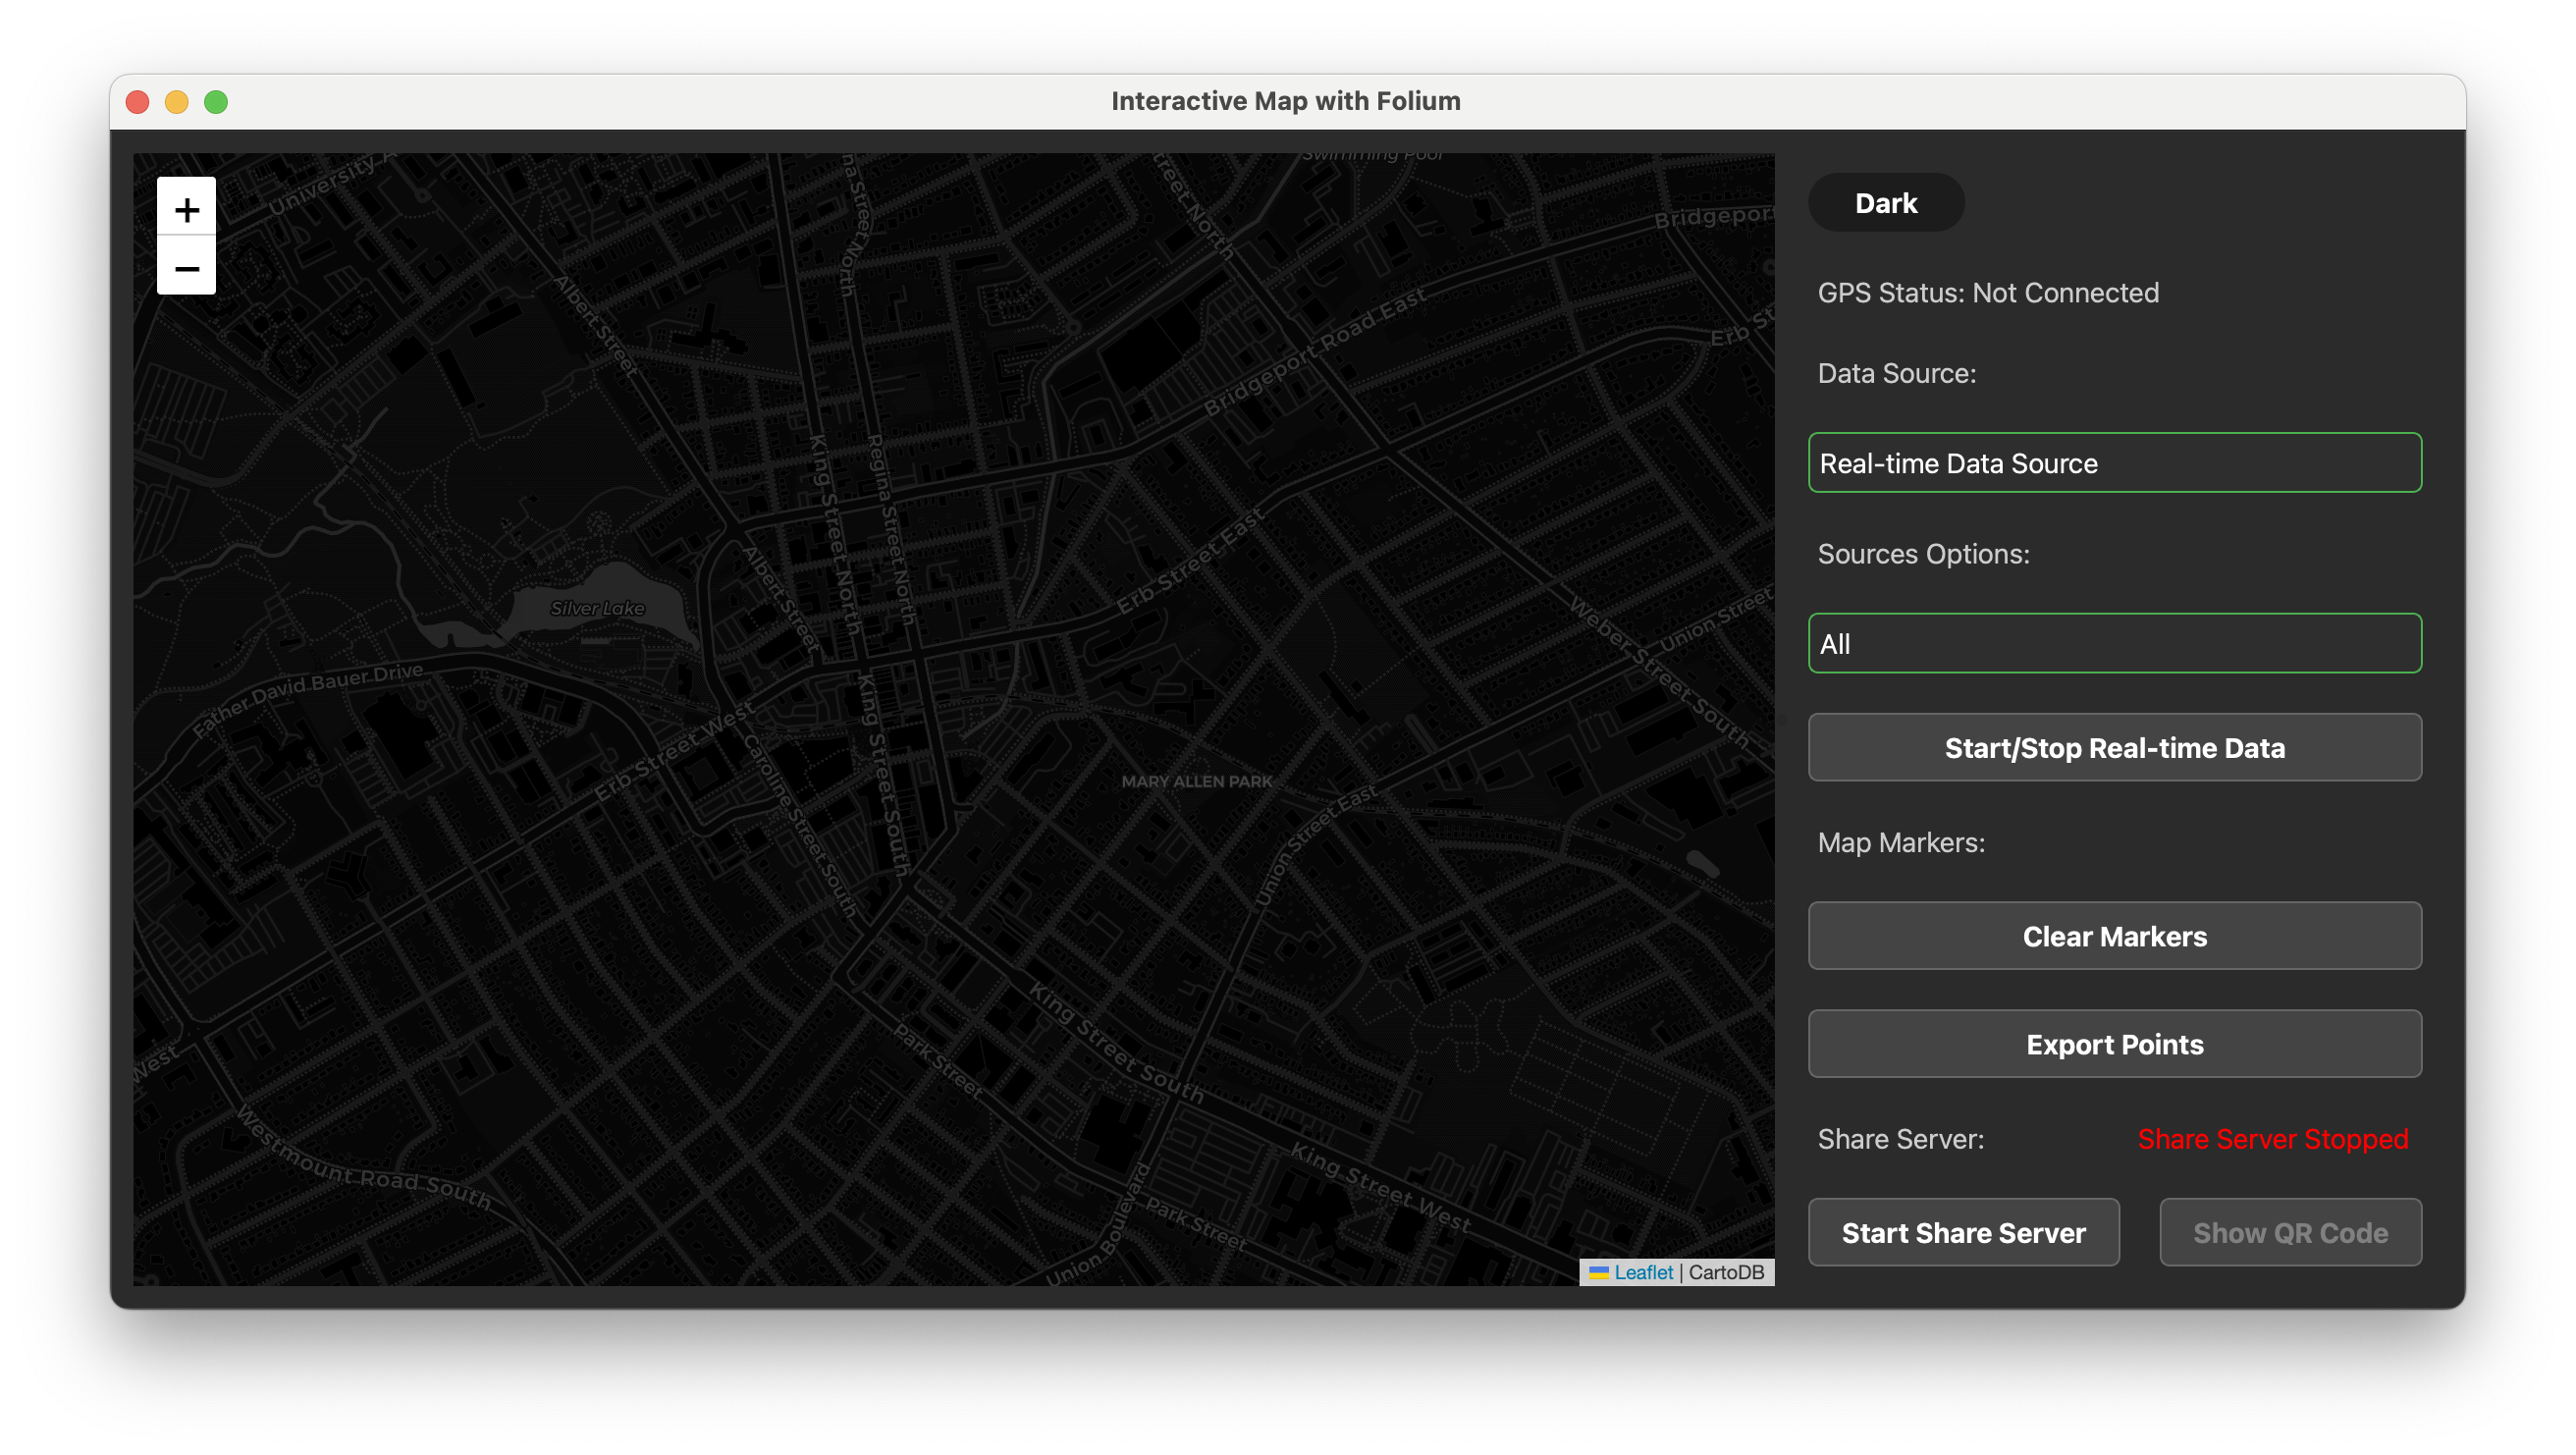 Interactive Map with Folium
+
−
University A
na Street North
treet North
Swimming Pool
Bridgeport
Erb St
Albert Street
Bridgeport Road East
King Street North
Regina Street North
Albert Street
Erb Street East
Silver Lake
Weber Street South
Union Street
Father David Bauer Drive
Erb Street West
Caroline Street South
King Street South
MARY ALLEN PARK
Union Street East
West
Westmount Road South
Park Street
King Street South
King Street West
Park Street
Union Boulevard
Leaflet | CartoDB
Dark
GPS Status: Not Connected
Data Source:
Real-time Data Source
Sources Options:
All
Start/Stop Real-time Data
Map Markers:
Clear Markers
Export Points
Share Server: Share Server Stopped
Start Share Server Show QR Code